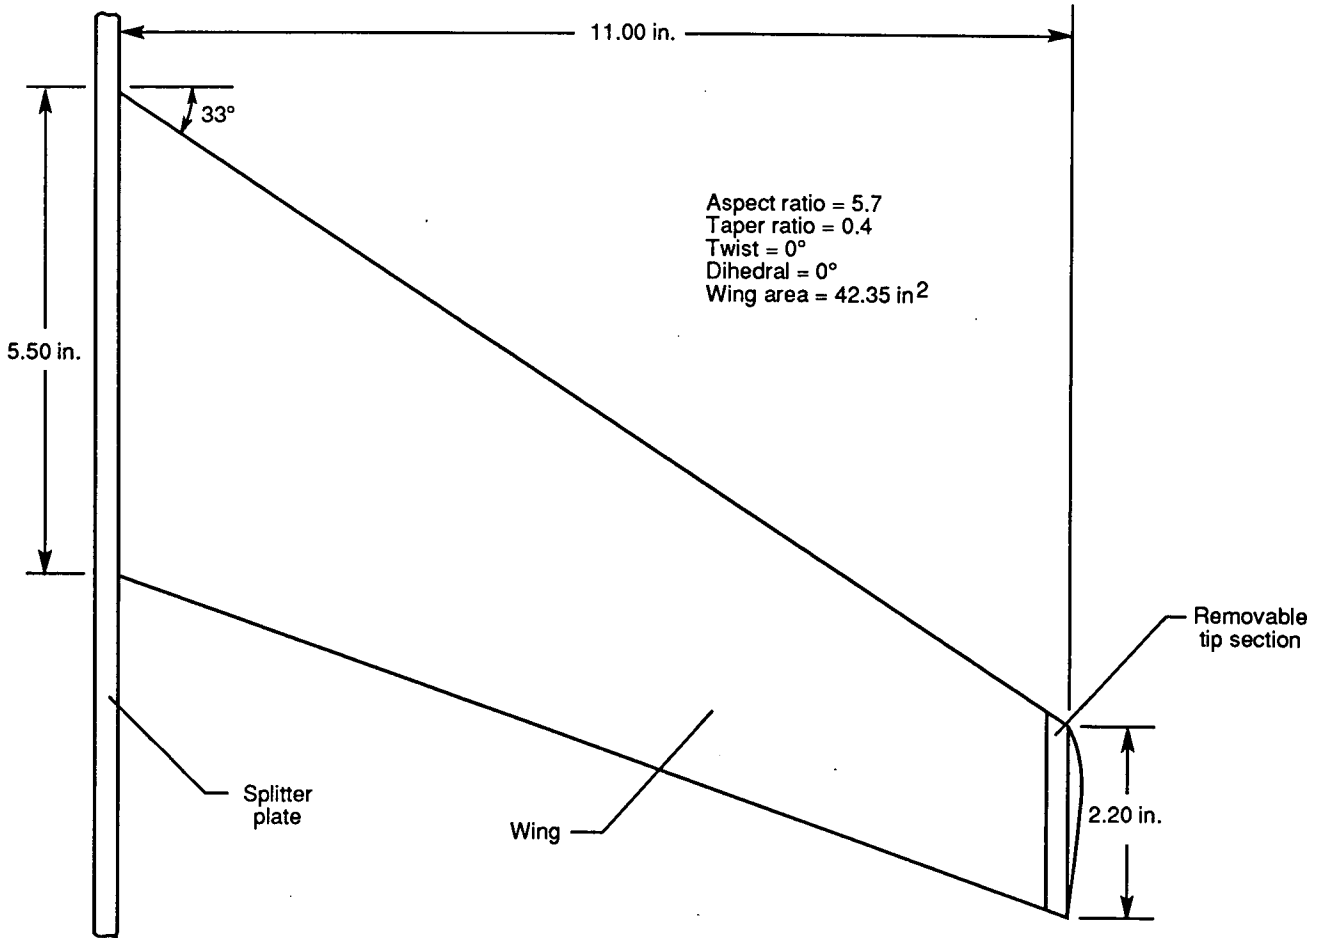 11.00 in.
33°
Aspect ratio = 5.7
Taper ratio = 0.4
Twist = 0°
Dihedral = 0°
Wing area = 42.35 in2
5.50 in.
Removable
tip section
Splitter
plate
Wing
2.20 in.